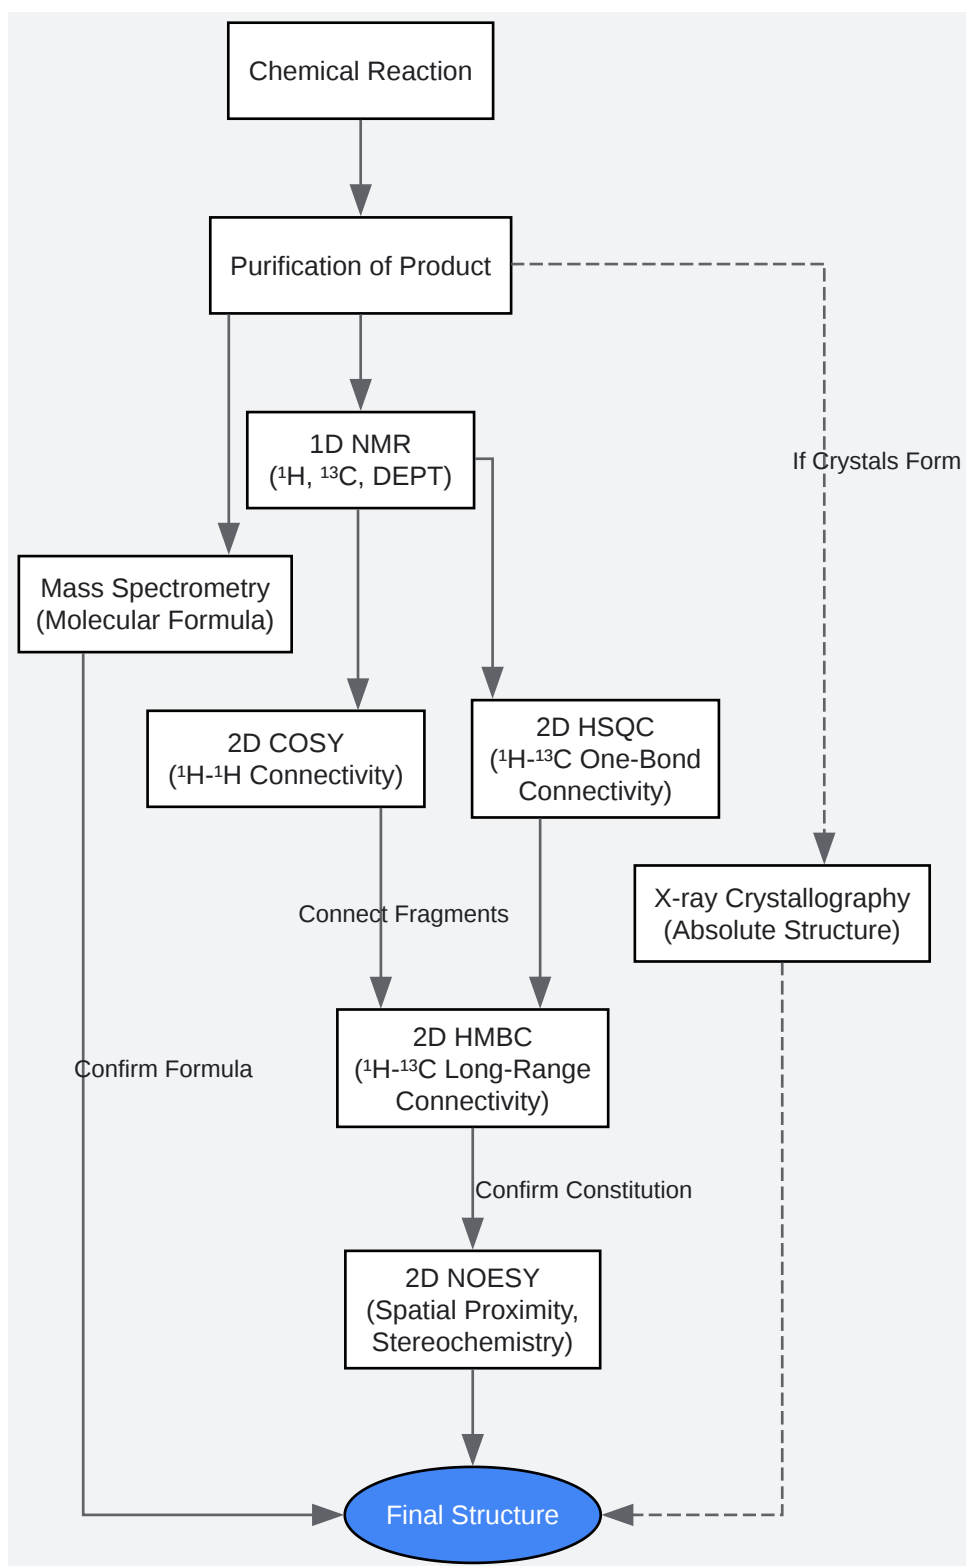 Chemical Reaction
Purification of Product
1D NMR
(¹H, ¹³C, DEPT)
If Crystals Form
Mass Spectrometry
(Molecular Formula)
2D COSY
(¹H-¹H Connectivity)
2D HSQC
(¹H-¹³C One-Bond
Connectivity)
X-ray Crystallography
(Absolute Structure)
Connect Fragments
2D HMBC
(¹H-¹³C Long-Range
Connectivity)
Confirm Formula
Confirm Constitution
2D NOESY
(Spatial Proximity,
Stereochemistry)
Final Structure